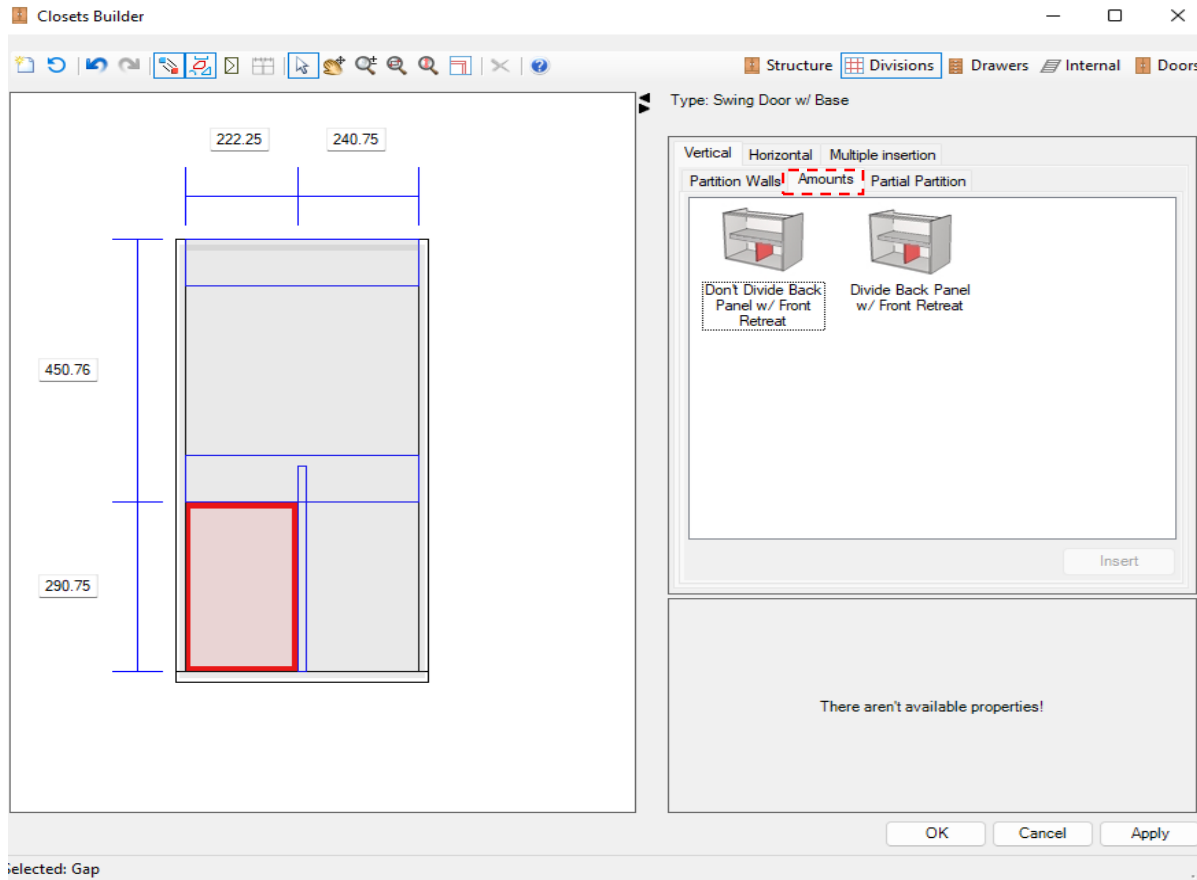 Closets Builder
Structure Divisions Drawers Internal Doors
Type: Swing Door w/ Base
222.25 240.75
450.76
290.75
Vertical Horizontal Multiple insertion
Partition Walls Amounts Partial Partition
Don't Divide Back
Panel w/ Front
Retreat
Divide Back Panel
w/ Front Retreat
Insert
There aren't available properties!
OK Cancel Apply
Selected: Gap